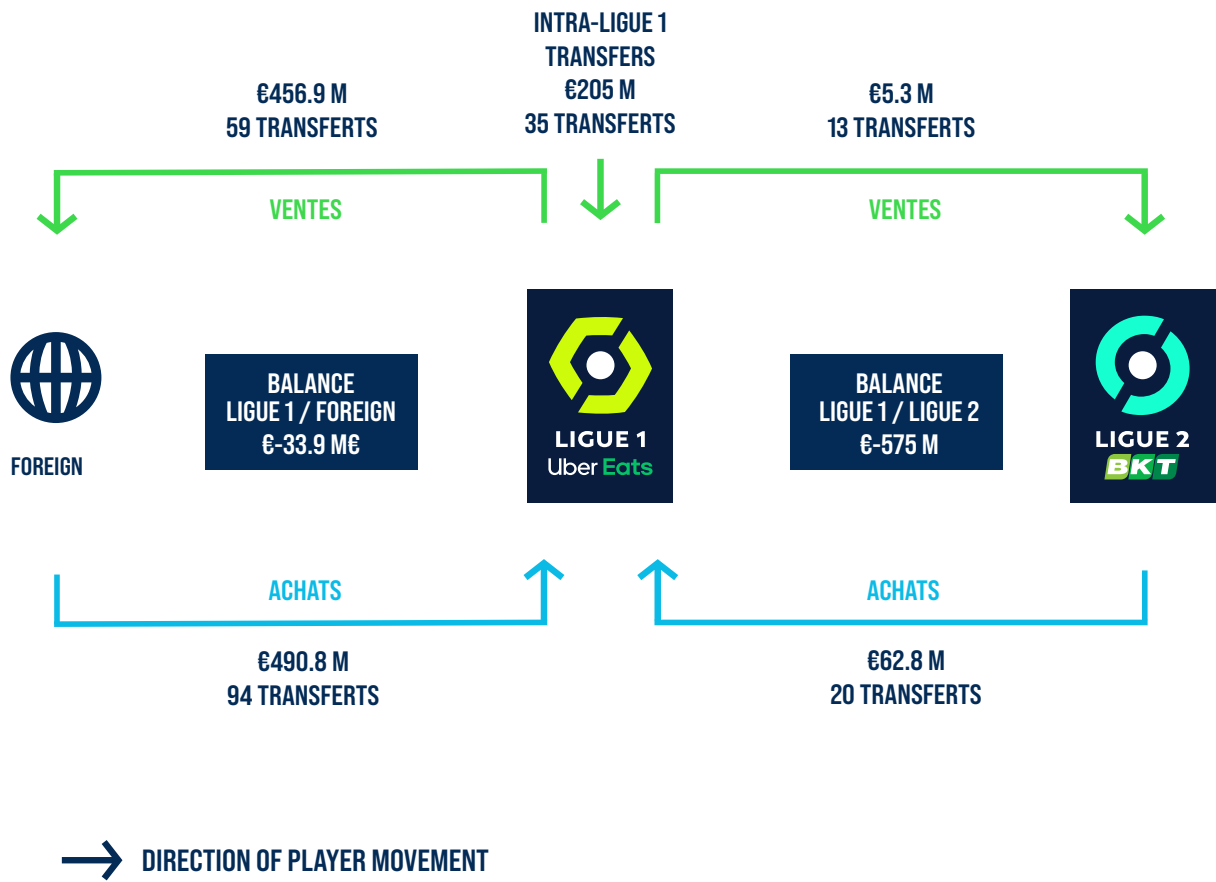 INTRA-LIGUE 1
TRANSFERS
€205 M
35 TRANSFERTS
€456.9 M
59 TRANSFERTS
€5.3 M
13 TRANSFERTS
VENTES
VENTES
FOREIGN
BALANCE
LIGUE 1 / FOREIGN
€-33.9 M€
LIGUE 1
Uber Eats
BALANCE
LIGUE 1 / LIGUE 2
€-575 M
LIGUE 2
BKT
ACHATS
ACHATS
€490.8 M
94 TRANSFERTS
€62.8 M
20 TRANSFERTS
DIRECTION OF PLAYER MOVEMENT